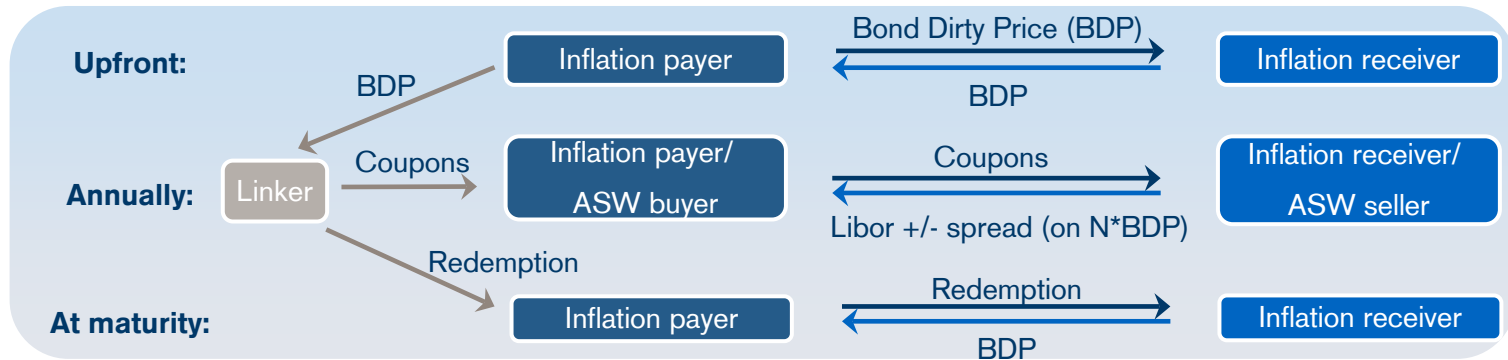 Upfront:
Inflation payer
Bond Dirty Price (BDP)
BDP
Inflation receiver
BDP
Annually:
Linker
Coupons
Inflation payer/
ASW buyer
Coupons
Libor +/- spread (on N*BDP)
Inflation receiver/
ASW seller
Redemption
At maturity:
Inflation payer
Redemption
BDP
Inflation receiver